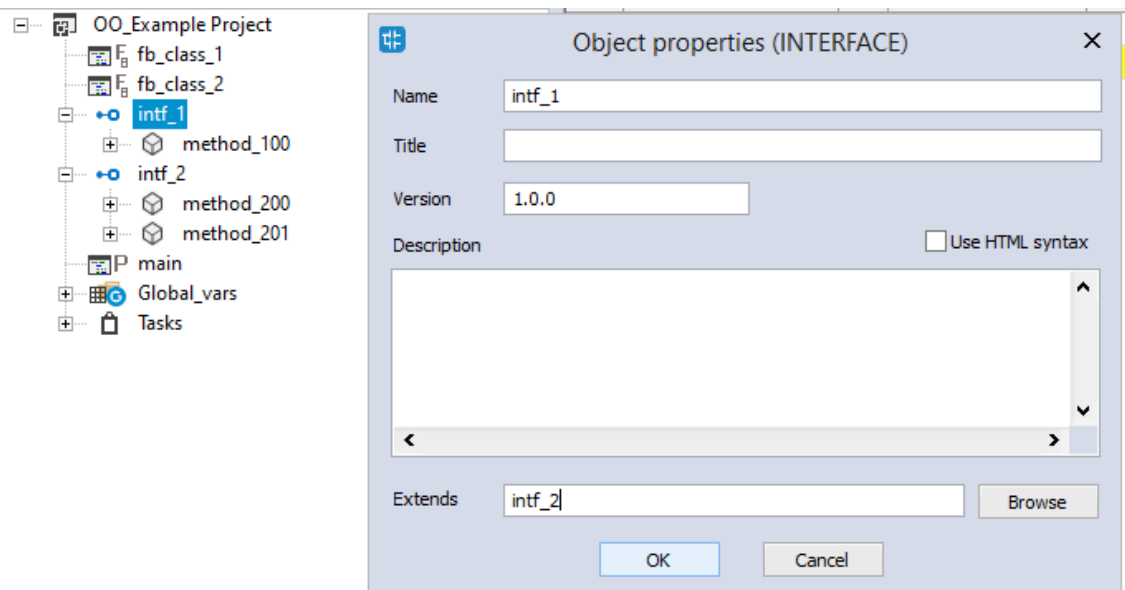 OO_Example Project
fb_class_1
fb_class_2
intf_1
method_100
intf_2
method_200
method_201
P main
Global_vars
Tasks
Object properties (INTERFACE)
Name intf_1
Title
Version 1.0.0
Description Use HTML syntax
Extends intf_2 Browse
OK Cancel